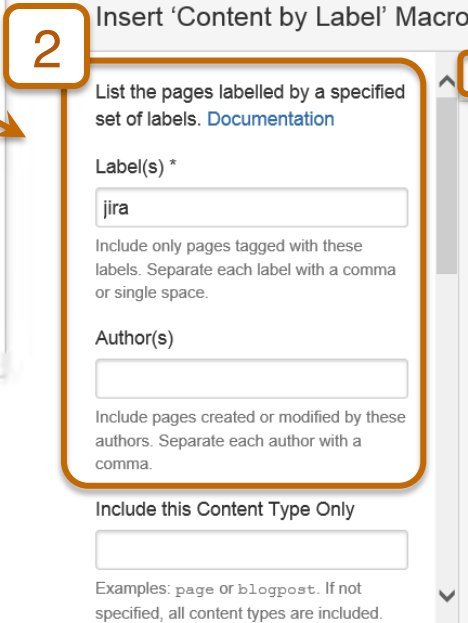 Insert ‘Content by Label’ Macro
2
List the pages labelled by a specified
set of labels. Documentation
Label(s) *
jira
Include only pages tagged with these
labels. Separate each label with a comma
or single space.
Author(s)
Include pages created or modified by these
authors. Separate each author with a
comma.
Include this Content Type Only
Examples: page or blogpost. If not
specified, all content types are included.